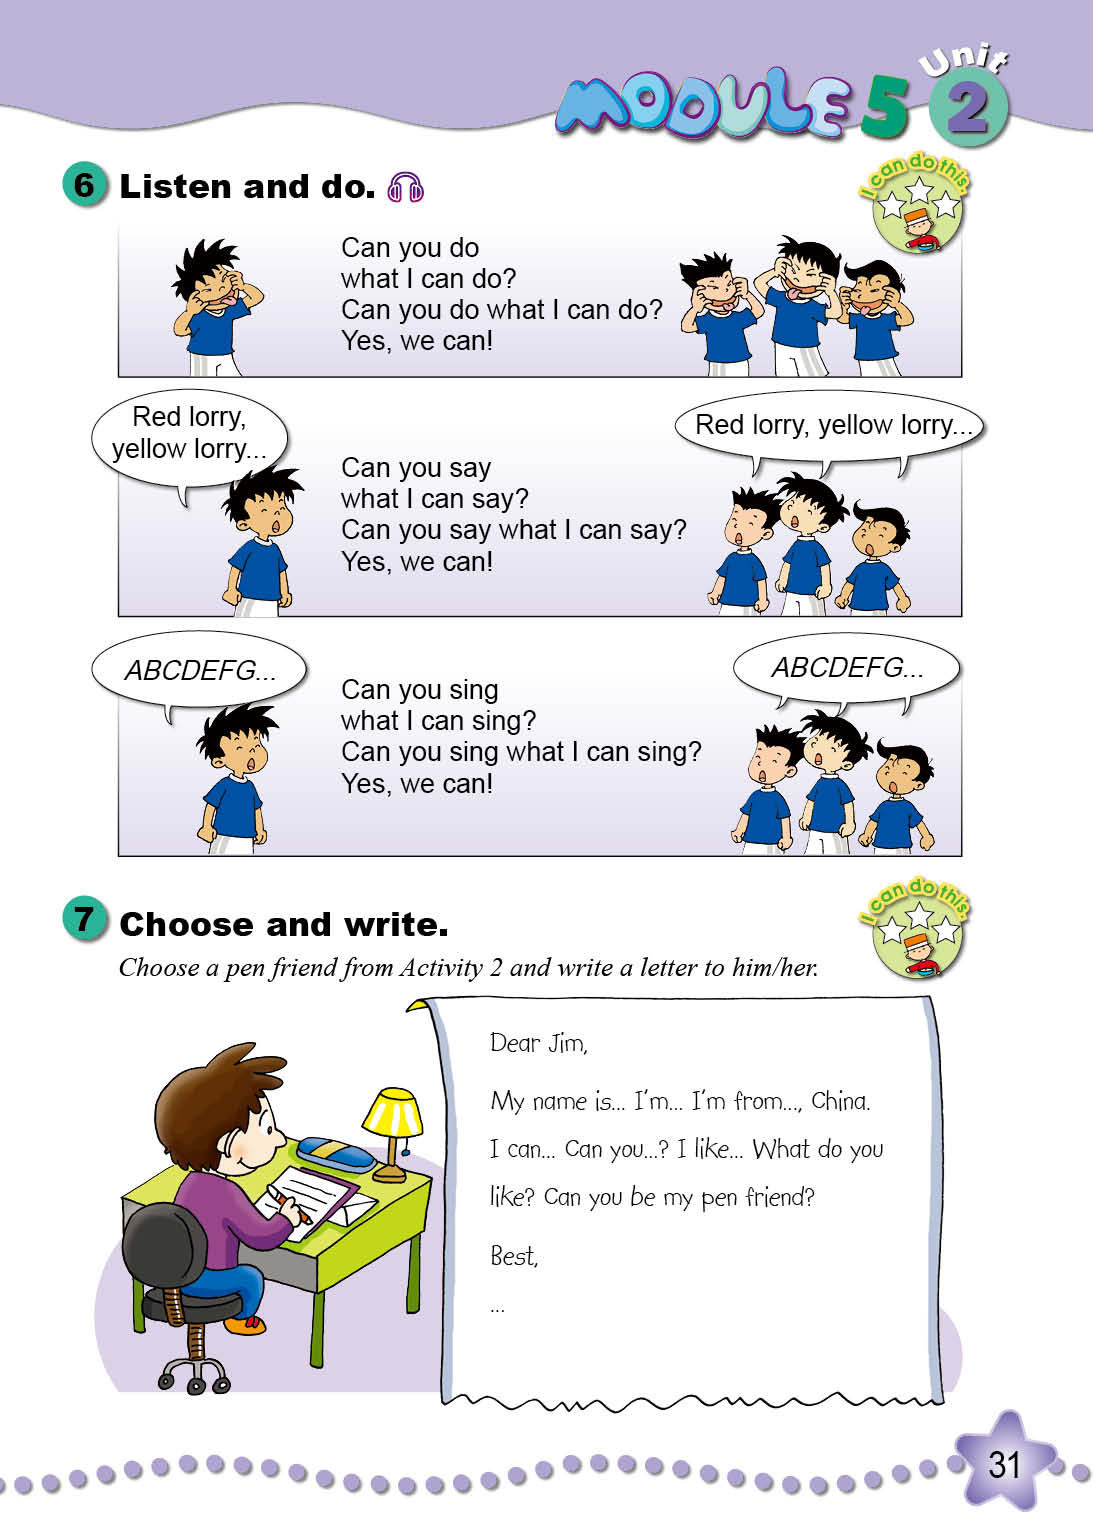 MODULE 5 Unit 2
6 Listen and do.
I can do this.
Can you do
what I can do?
Can you do what I can do?
Yes, we can!
Red lorry,
yellow lorry...
Red lorry, yellow lorry...
Can you say
what I can say?
Can you say what I can say?
Yes, we can!
ABCDEFG...
ABCDEFG...
Can you sing
what I can sing?
Can you sing what I can sing?
Yes, we can!
7 Choose and write.
I can do this.
Choose a pen friend from Activity 2 and write a letter to him/her.
Dear Jim,
My name is... I'm... I'm from..., China.
I can... Can you...? I like... What do you
like? Can you be my pen friend?
Best,
...
31